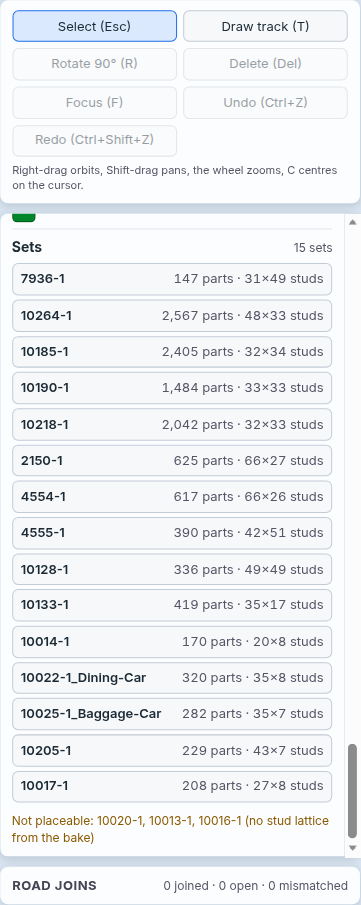 Select (Esc)
Draw track (T)
Rotate 90° (R)
Delete (Del)
Focus (F)
Undo (Ctrl+Z)
Redo (Ctrl+Shift+Z)
Right-drag orbits, Shift-drag pans, the wheel zooms, C centres
on the cursor.
Sets 15 sets
7936-1 147 parts · 31×49 studs
10264-1 2,567 parts · 48×33 studs
10185-1 2,405 parts · 32×34 studs
10190-1 1,484 parts · 33×33 studs
10218-1 2,042 parts · 32×33 studs
2150-1 625 parts · 66×27 studs
4554-1 617 parts · 66×26 studs
4555-1 390 parts · 42×51 studs
10128-1 336 parts · 49×49 studs
10133-1 419 parts · 35×17 studs
10014-1 170 parts · 20×8 studs
10022-1_Dining-Car 320 parts · 35×8 studs
10025-1_Baggage-Car 282 parts · 35×7 studs
10205-1 229 parts · 43×7 studs
10017-1 208 parts · 27×8 studs
Not placeable: 10020-1, 10013-1, 10016-1 (no stud lattice
from the bake)
ROAD JOINS 0 joined · 0 open · 0 mismatched